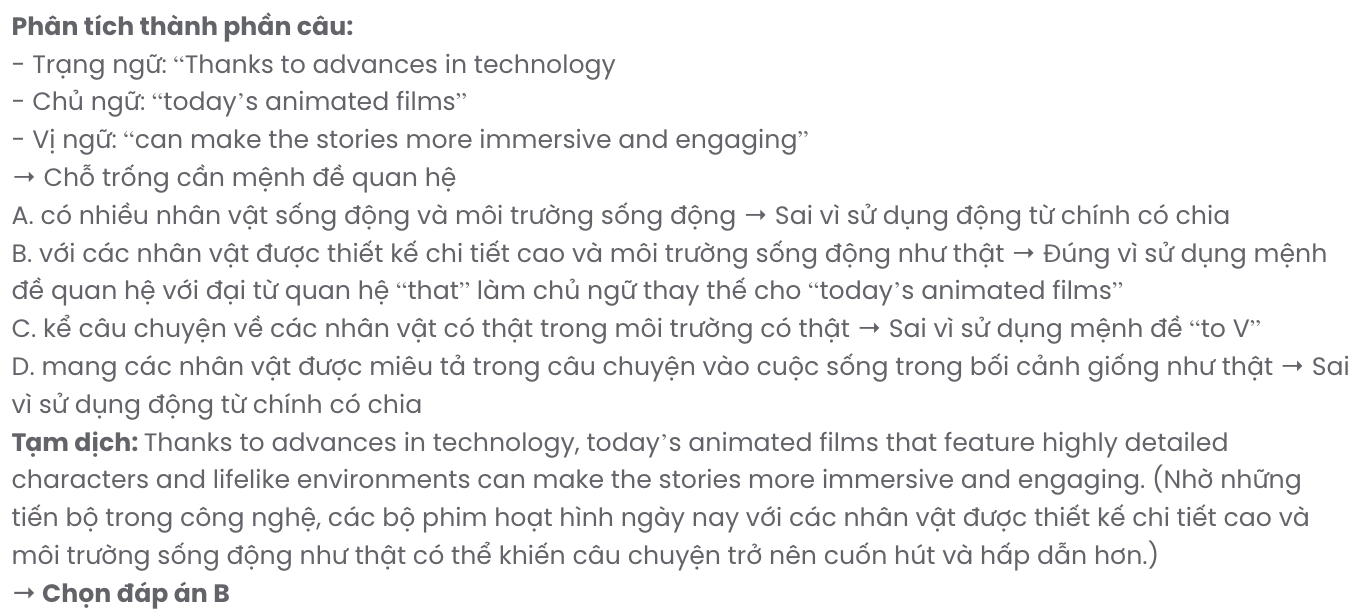 Phân tích thành phần câu:
- Trạng ngữ: “Thanks to advances in technology
- Chủ ngữ: “today’s animated films”
- Vị ngữ: “can make the stories more immersive and engaging”
→ Chỗ trống cần mệnh đề quan hệ
A. có nhiều nhân vật sống động và môi trường sống động → Sai vì sử dụng động từ chính có chia
B. với các nhân vật được thiết kế chi tiết cao và môi trường sống động như thật → Đúng vì sử dụng mệnh
đề quan hệ với đại từ quan hệ “that” làm chủ ngữ thay thế cho “today’s animated films”
C. kể câu chuyện về các nhân vật có thật trong môi trường có thật → Sai vì sử dụng mệnh đề “to V”
D. mang các nhân vật được miêu tả trong câu chuyện vào cuộc sống trong bối cảnh giống như thật → Sai
vì sử dụng động từ chính có chia
Tạm dịch: Thanks to advances in technology, today’s animated films that feature highly detailed
characters and lifelike environments can make the stories more immersive and engaging. (Nhờ những
tiến bộ trong công nghệ, các bộ phim hoạt hình ngày nay với các nhân vật được thiết kế chi tiết cao và
môi trường sống động như thật có thể khiến câu chuyện trở nên cuốn hút và hấp dẫn hơn.)
→ Chọn đáp án B